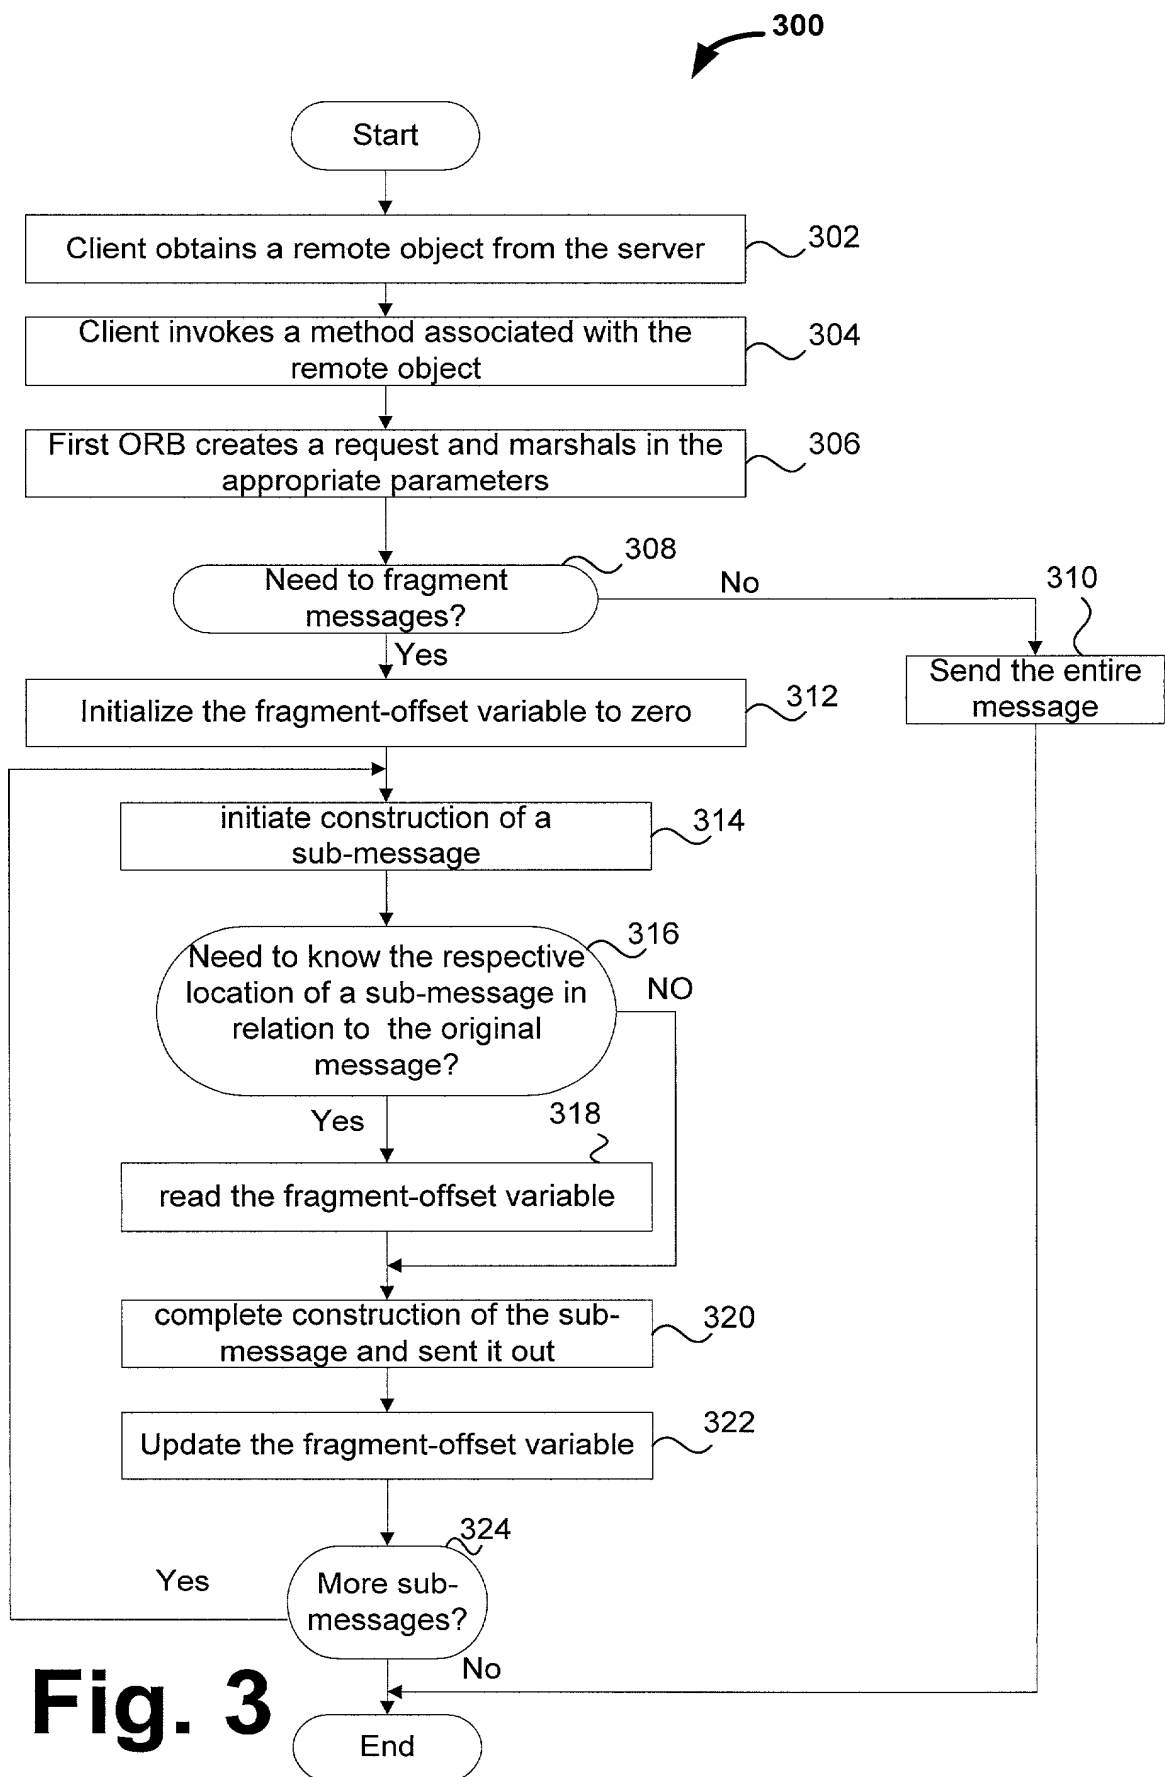 300
Start
Client obtains a remote object from the server
302
Client invokes a method associated with the
remote object
304
First ORB creates a request and marshals in the
appropriate parameters
306
308
Need to fragment
messages?
No
310
Yes
Send the entire
message
Initialize the fragment-offset variable to zero
312
initiate construction of a
sub-message
314
316
Need to know the respective
location of a sub-message in
relation to the original
message?
NO
Yes
318
read the fragment-offset variable
complete construction of the sub-
message and sent it out
320
Update the fragment-offset variable
322
324
Yes
More sub-
messages?
No
Fig. 3
End